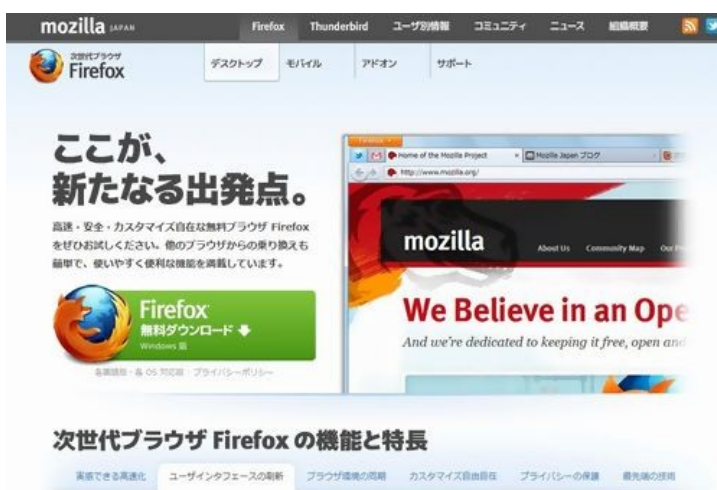 mozilla JAPAN
Firefox Thunderbird ユーザ別情報 コミュニティ ニュース 組織概要
次世代ブラウザ
Firefox
デスクトップ モバイル アドオン サポート
ここが、
新たなる出発点。
高速・安全・カスタマイズ自在な無料ブラウザ Firefox
をぜひお試しください。他のブラウザからの乗り換えも
簡単で、使いやすく便利な機能を満載しています。
Firefox
無料ダウンロード
Windows 版
各国語版・各 OS 対応版 プライバシーポリシー
Firefox
Home of the Mozilla Project Mozilla Japan ブログ
http://www.mozilla.org/
mozilla
About Us Community Map Our
We Believe in an Ope
And we're dedicated to keeping it free, open and
次世代ブラウザ Firefox の機能と特長
実感できる高速化 ユーザインタフェースの刷新 ブラウザ環境の同期 カスタマイズ自由自在 プライバシーの保護 最先端の技術